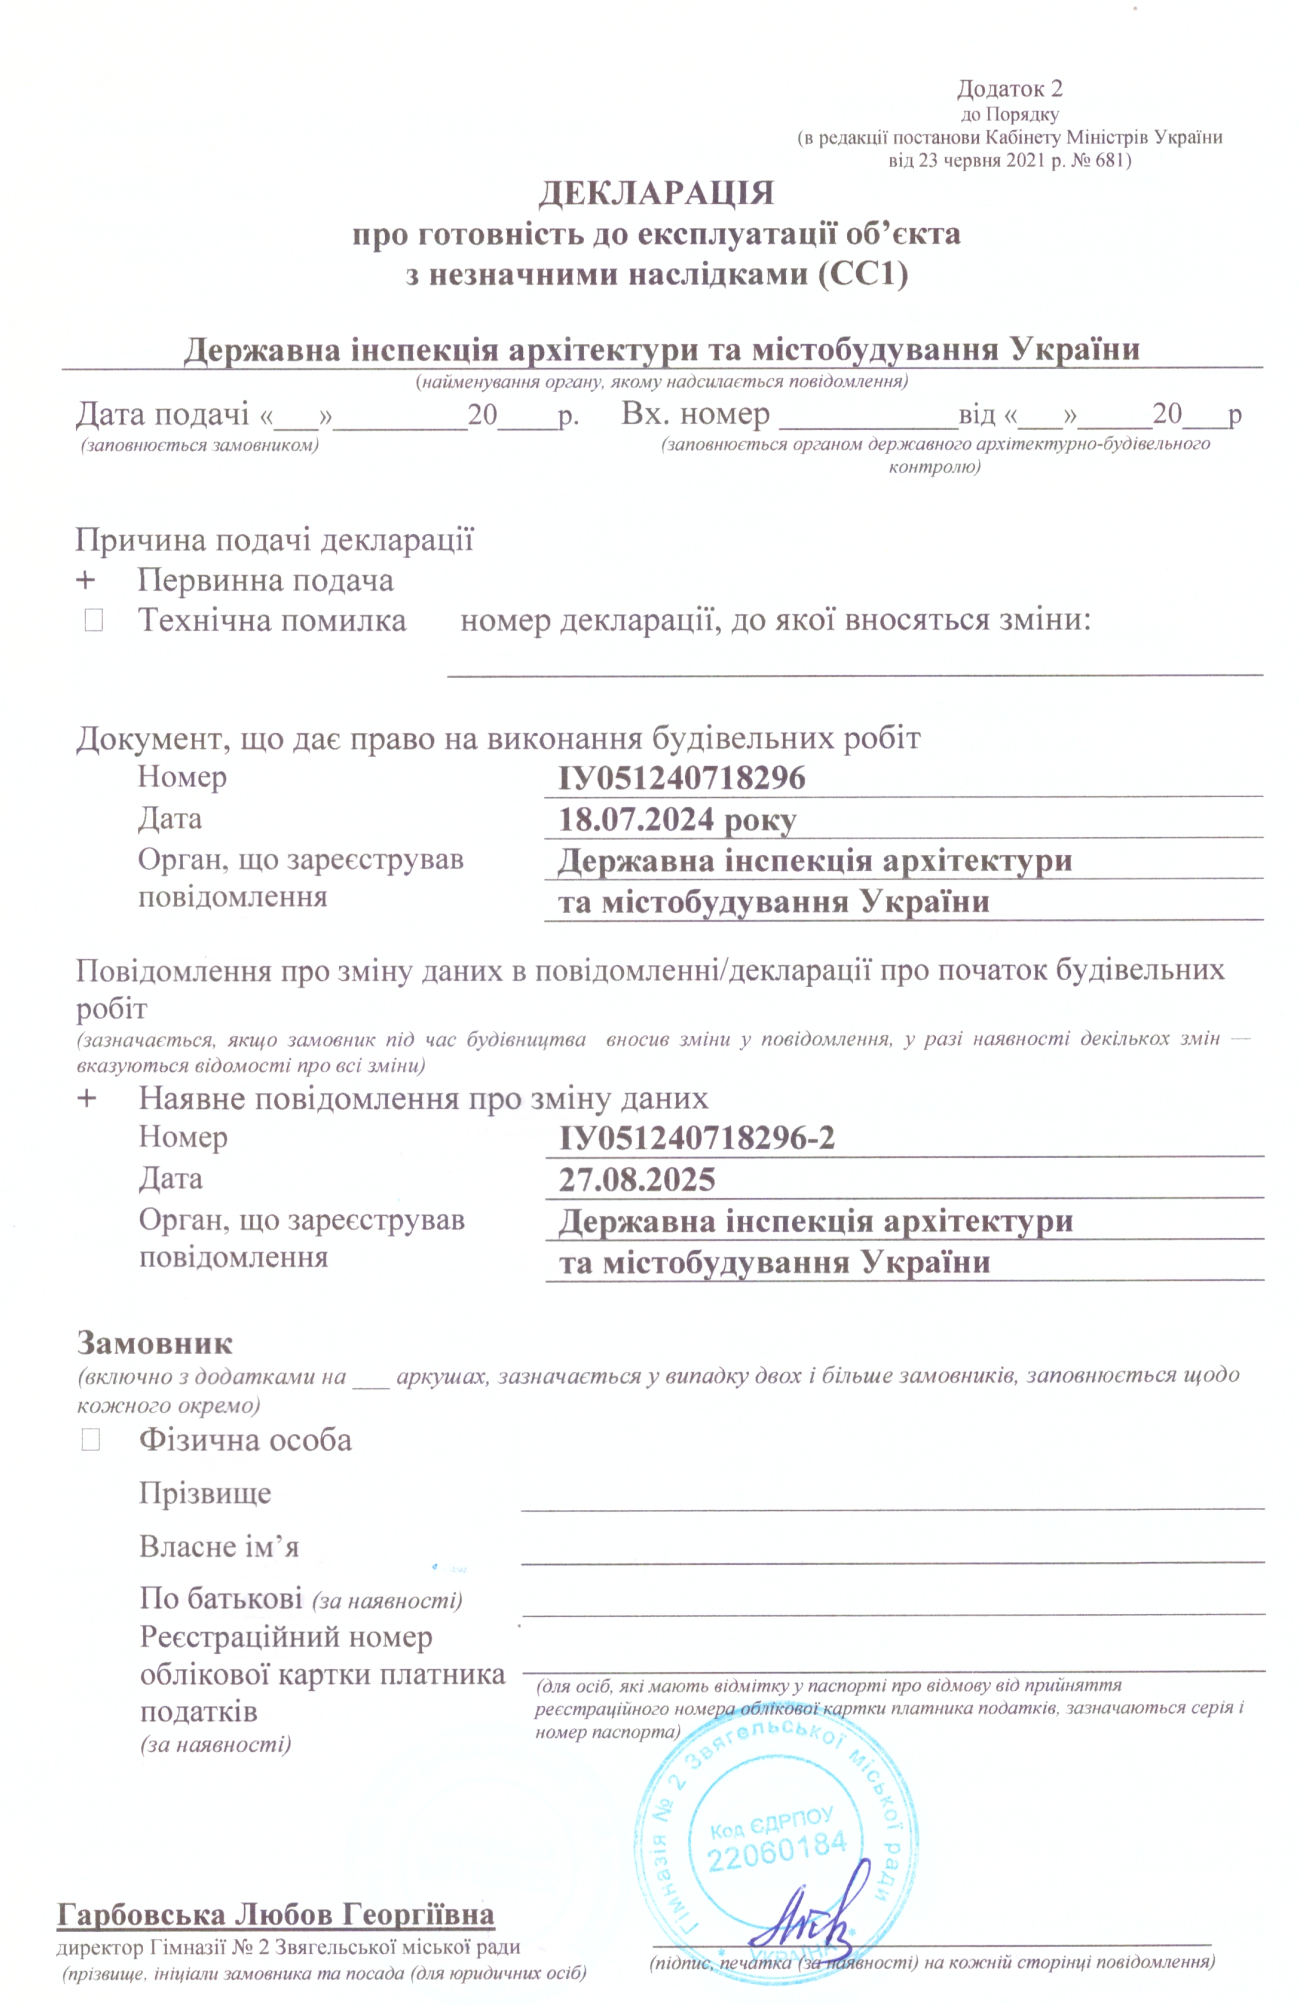 Додаток 2
до Порядку
(в редакції постанови Кабінету Міністрів України
від 23 червня 2021 р. № 681)
ДЕКЛАРАЦІЯ
про готовність до експлуатації об’єкта
з незначними наслідками (СС1)
Державна інспекція архітектури та містобудування України
(найменування органу, якому надсилається повідомлення)
Дата подачі «___»_________20____р. Вх. номер ____________від «___»_____20___р
(заповнюється замовником) (заповнюється органом державного архітектурно-будівельного
контролю)
Причина подачі декларації
+ Первинна подача
□ Технічна помилка номер декларації, до якої вносяться зміни:
Документ, що дає право на виконання будівельних робіт
Номер ІУ051240718296
Дата 18.07.2024 року
Орган, що зареєстрував Державна інспекція архітектури
повідомлення та містобудування України
Повідомлення про зміну даних в повідомленні/декларації про початок будівельних
робіт
(зазначається, якщо замовник під час будівництва вносив зміни у повідомлення, у разі наявності декількох змін —
вказуються відомості про всі зміни)
+ Наявне повідомлення про зміну даних
Номер ІУ051240718296-2
Дата 27.08.2025
Орган, що зареєстрував Державна інспекція архітектури
повідомлення та містобудування України
Замовник
(включно з додатками на ___ аркушах, зазначається у випадку двох і більше замовників, заповнюється щодо
кожного окремо)
□ Фізична особа
Прізвище
Власне ім’я
По батькові (за наявності)
Реєстраційний номер
облікової картки платника
податків
(за наявності)
(для осіб, які мають відмітку у паспорті про відмову від прийняття
реєстраційного номера облікової картки платника податків, зазначаються серія і
номер паспорта)
Гімназія № 2 Звягельської міської ради
Код ЄДРПОУ
22060184
* УКРАЇНА *
Гарбовська Любов Георгіївна
директор Гімназії № 2 Звягельської міської ради
(прізвище, ініціали замовника та посада (для юридичних осіб)
(підпис, печатка (за наявності) на кожній сторінці повідомлення)